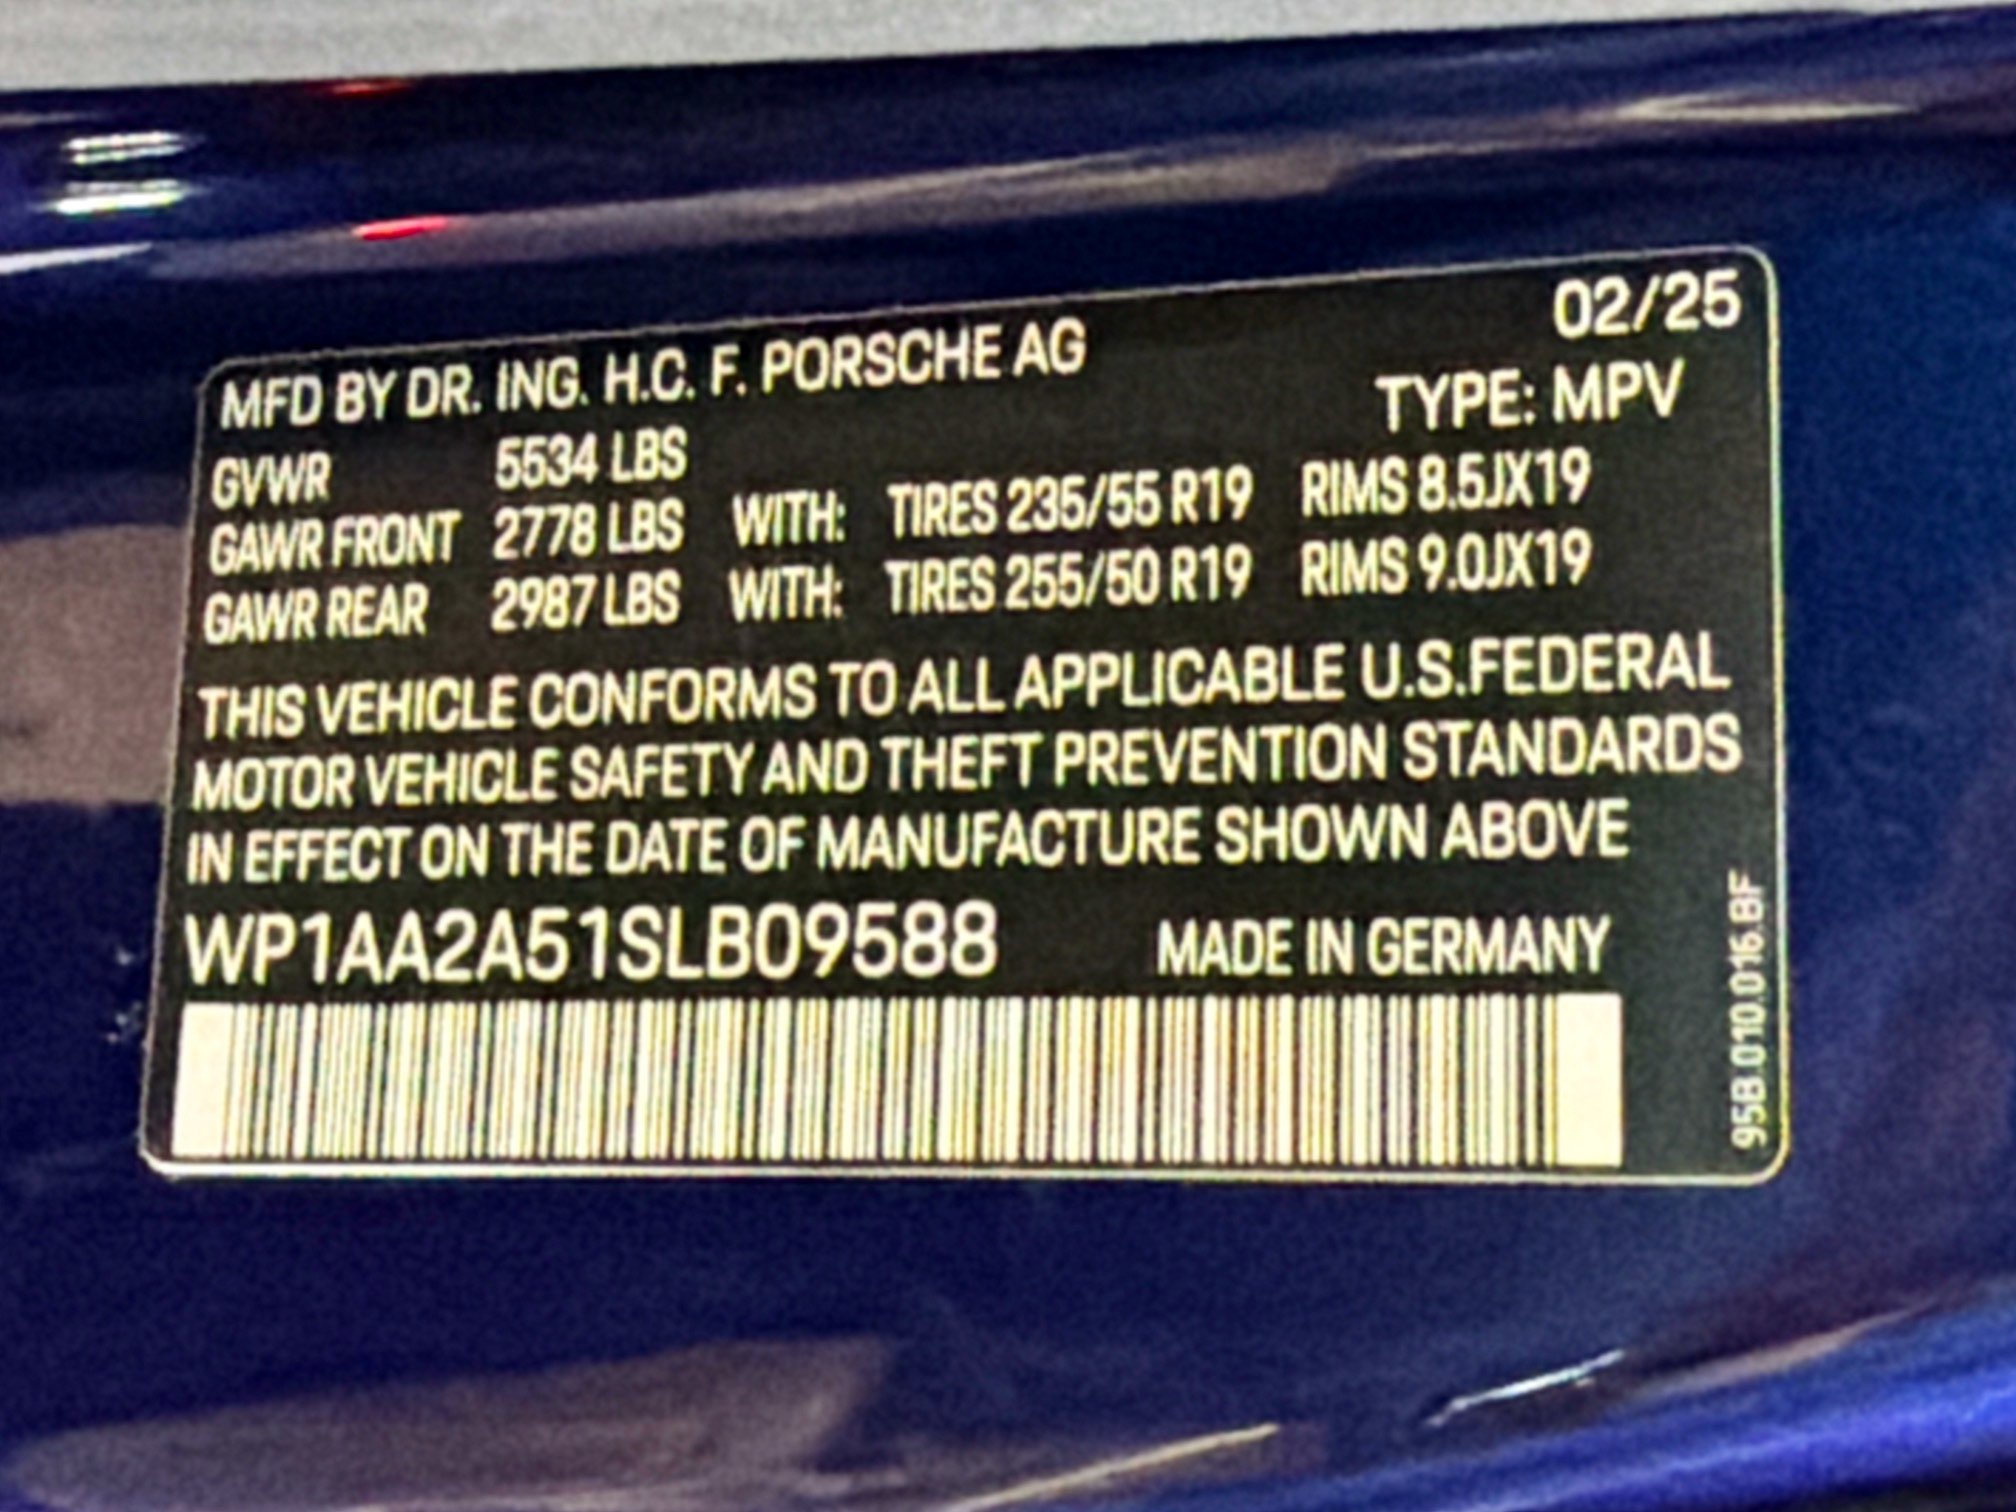 02/25
MFD BY DR. ING. H.C. F. PORSCHE AG
TYPE: MPV
GVWR 5534 LBS
GAWR FRONT 2778 LBS WITH: TIRES 235/55 R19 RIMS 8.5JX19
GAWR REAR 2987 LBS WITH: TIRES 255/50 R19 RIMS 9.0JX19
THIS VEHICLE CONFORMS TO ALL APPLICABLE U.S.FEDERAL
MOTOR VEHICLE SAFETY AND THEFT PREVENTION STANDARDS
IN EFFECT ON THE DATE OF MANUFACTURE SHOWN ABOVE
WP1AA2A51SLB09588 MADE IN GERMANY
95B.010.016.BF